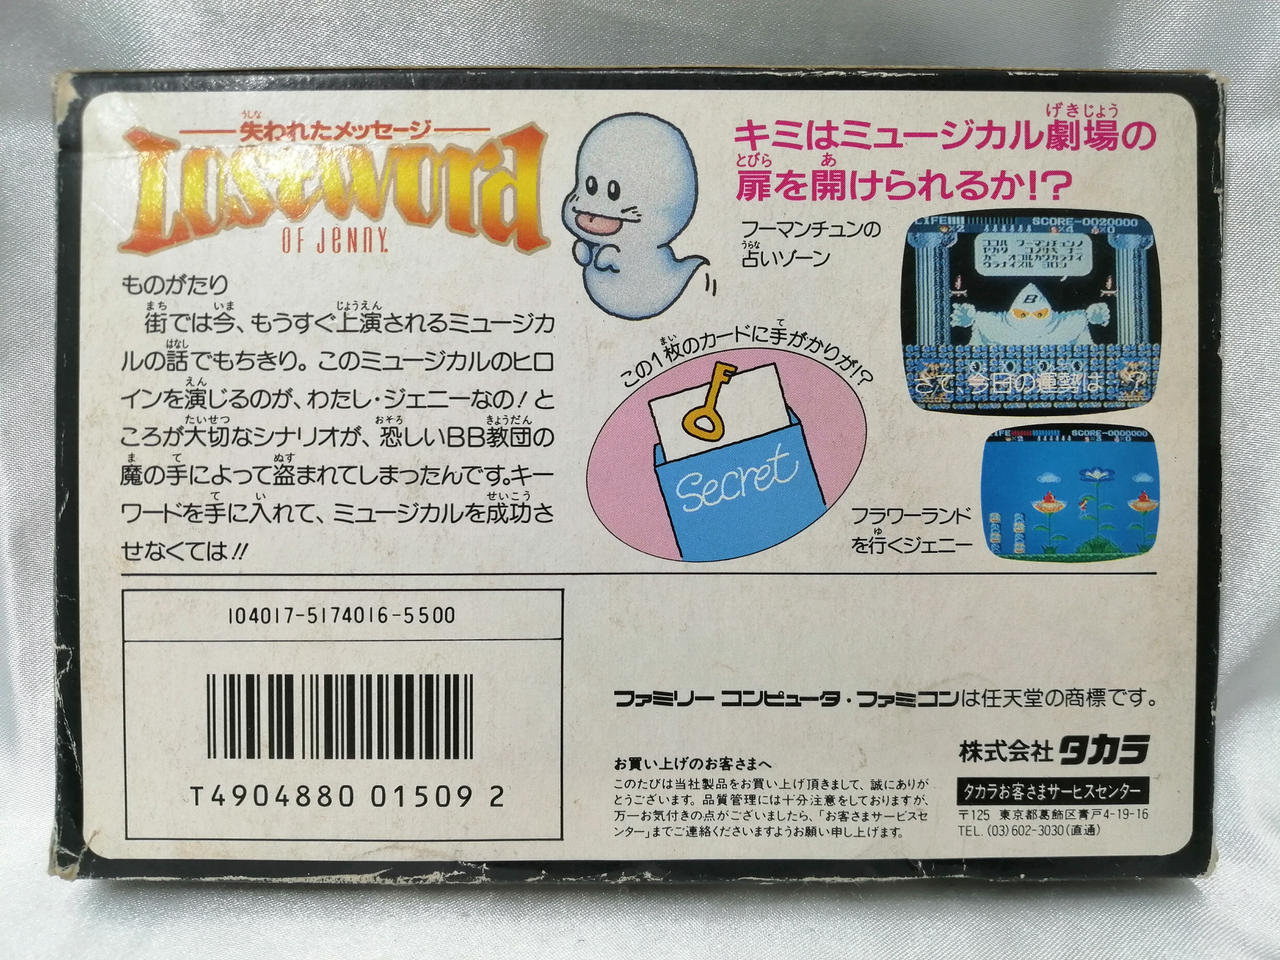 失われたメッセージ
Loseword
OF JENNY.
キミはミュージカル劇場の
扉を開けられるか!?
フーマンチュンの
占いゾーン
ものがたり
街では今、もうすぐ上演されるミュージカ
ルの話でもちきり。このミュージカルのヒロ
インを演じるのが、わたし・ジェニーなの!と
ころが大切なシナリオが、恐しいBB教団の
魔の手によって盗まれてしまったんです。キー
ワードを手に入れて、ミュージカルを成功さ
せなくては!!
この1枚のカードに手がかりが!?
Secret
LIFE
SCORE-0020000
さて、今日の運勢は…?
SCORE-0000000
フラワーランド
を行くジェニー
104017-5174016-5500
T4904880 01509 2
ファミリー コンピュータ・ファミコンは任天堂の商標です。
お買い上げのお客さまへ
このたびは当社製品をお買い上げ頂きまして、誠にありが
とうございます。品質管理には十分注意をしておりますが、
万一お気付きの点がございましたら、「お客さまサービスセ
ンター」までご連絡くださいますようお願い申し上げます。
株式会社 タカラ
タカラお客さまサービスセンター
〒125 東京都葛飾区青戸4-19-16
TEL. (03)602-3030(直通)